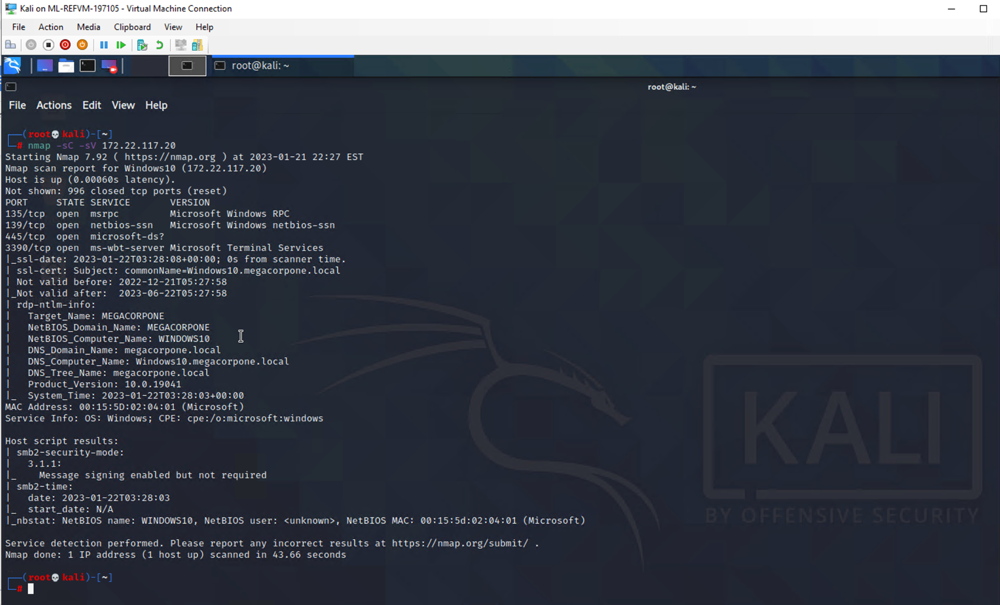 Kali on ML-REFVM-197105 - Virtual Machine Connection
File Action Media Clipboard View Help
root@kali: ~
root@kali: ~
File Actions Edit View Help
┌──(root💀kali)-[~]
└─# nmap -sC -sV 172.22.117.20
Starting Nmap 7.92 ( https://nmap.org ) at 2023-01-21 22:27 EST
Nmap scan report for Windows10 (172.22.117.20)
Host is up (0.00060s latency).
Not shown: 996 closed tcp ports (reset)
PORT     STATE SERVICE       VERSION
135/tcp  open  msrpc         Microsoft Windows RPC
139/tcp  open  netbios-ssn   Microsoft Windows netbios-ssn
445/tcp  open  microsoft-ds?
3390/tcp open  ms-wbt-server Microsoft Terminal Services
|_ssl-date: 2023-01-22T03:28:08+00:00; 0s from scanner time.
| ssl-cert: Subject: commonName=Windows10.megacorpone.local
| Not valid before: 2022-12-21T05:27:58
|_Not valid after:  2023-06-22T05:27:58
| rdp-ntlm-info:
|   Target_Name: MEGACORPONE
|   NetBIOS_Domain_Name: MEGACORPONE
|   NetBIOS_Computer_Name: WINDOWS10
|   DNS_Domain_Name: megacorpone.local
|   DNS_Computer_Name: Windows10.megacorpone.local
|   DNS_Tree_Name: megacorpone.local
|   Product_Version: 10.0.19041
|_  System_Time: 2023-01-22T03:28:03+00:00
MAC Address: 00:15:5D:02:04:01 (Microsoft)
Service Info: OS: Windows; CPE: cpe:/o:microsoft:windows
Host script results:
| smb2-security-mode:
|   3.1.1:
|_    Message signing enabled but not required
| smb2-time:
|   date: 2023-01-22T03:28:03
|_  start_date: N/A
|_nbstat: NetBIOS name: WINDOWS10, NetBIOS user: <unknown>, NetBIOS MAC: 00:15:5d:02:04:01 (Microsoft)
Service detection performed. Please report any incorrect results at https://nmap.org/submit/ .
Nmap done: 1 IP address (1 host up) scanned in 43.66 seconds
┌──(root💀kali)-[~]
└─#
KALI
BY OFFENSIVE SECURITY